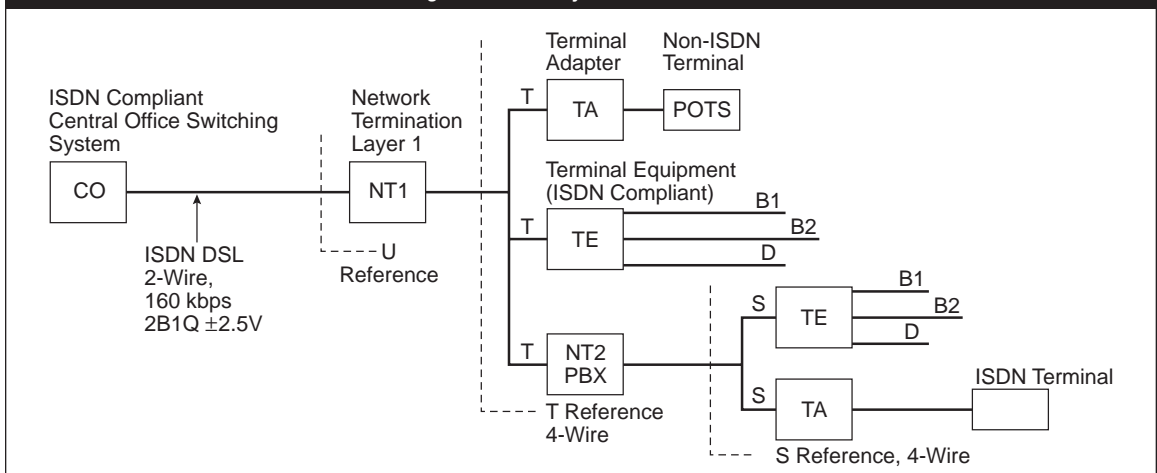 ISDN Compliant
Central Office Switching
System
CO
ISDN DSL
2-Wire,
160 kbps
2B1Q ±2.5V
Network
Termination
Layer 1
NT1
U
Reference
Terminal
Adapter
T
TA
Non-ISDN
Terminal
POTS
Terminal Equipment
(ISDN Compliant)
T
TE
B1
B2
D
T
NT2
PBX
T Reference
4-Wire
S
TE
B1
B2
D
S
TA
ISDN Terminal
S Reference, 4-Wire